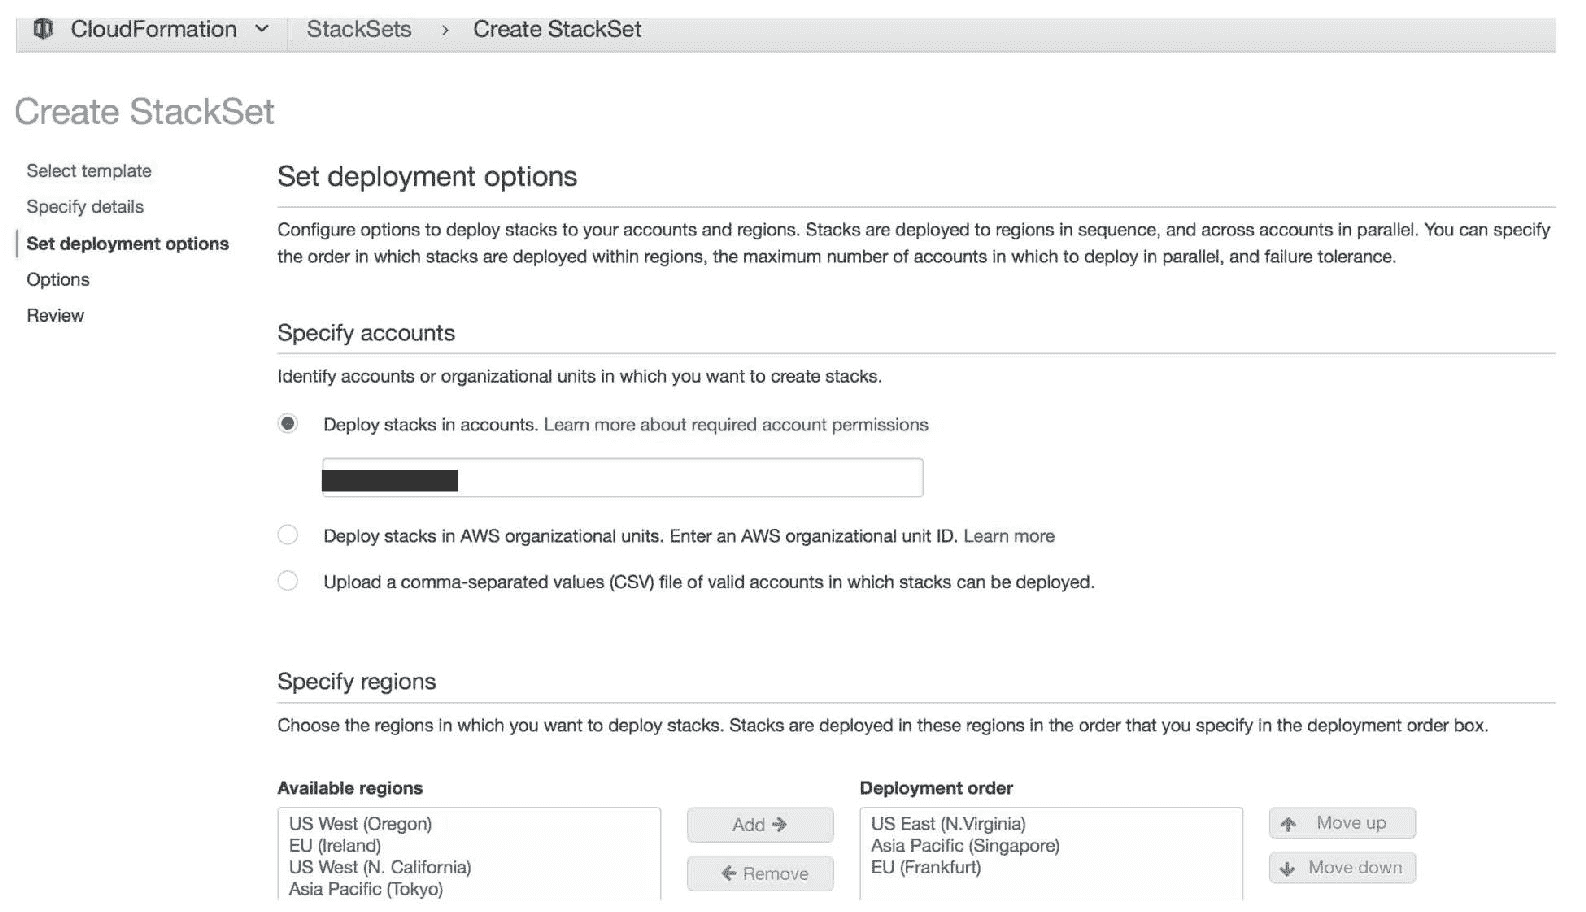 CloudFormation StackSets › Create StackSet
Create StackSet
Select template
Specify details
Set deployment options
Options
Review
Set deployment options
Configure options to deploy stacks to your accounts and regions. Stacks are deployed to regions in sequence, and across accounts in parallel. You can specify
the order in which stacks are deployed within regions, the maximum number of accounts in which to deploy in parallel, and failure tolerance.
Specify accounts
Identify accounts or organizational units in which you want to create stacks.
Deploy stacks in accounts. Learn more about required account permissions
Deploy stacks in AWS organizational units. Enter an AWS organizational unit ID. Learn more
Upload a comma-separated values (CSV) file of valid accounts in which stacks can be deployed.
Specify regions
Choose the regions in which you want to deploy stacks. Stacks are deployed in these regions in the order that you specify in the deployment order box.
Available regions
US West (Oregon)
EU (Ireland)
US West (N. California)
Asia Pacific (Tokyo)
Add
Remove
Deployment order
US East (N.Virginia)
Asia Pacific (Singapore)
EU (Frankfurt)
Move up
Move down